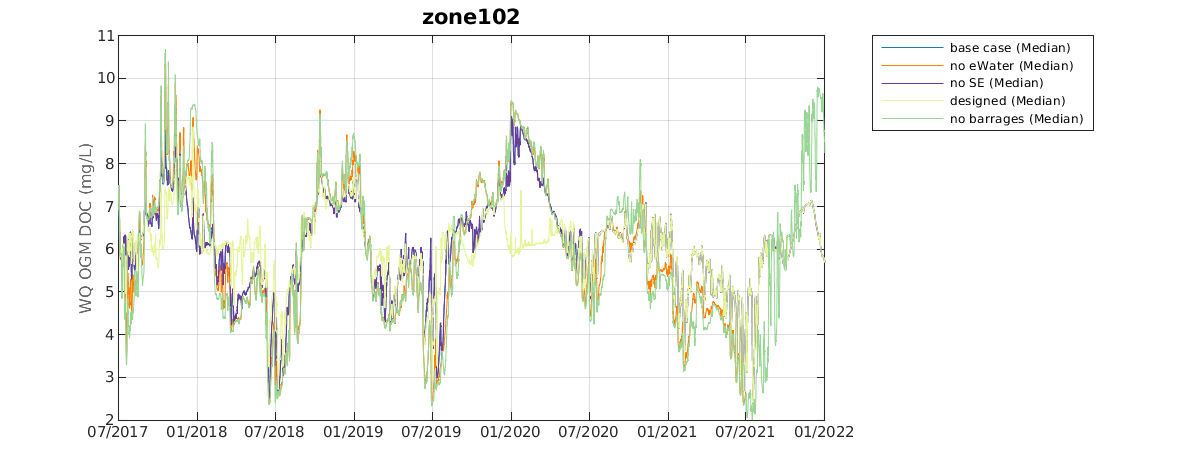 zone102
WQ OGM DOC (mg/L)
11
10
9
8
7
6
5
4
3
2
07/2017 01/2018 07/2018 01/2019 07/2019 01/2020 07/2020 01/2021 07/2021 01/2022
base case (Median)
no eWater (Median)
no SE (Median)
designed (Median)
no barrages (Median)